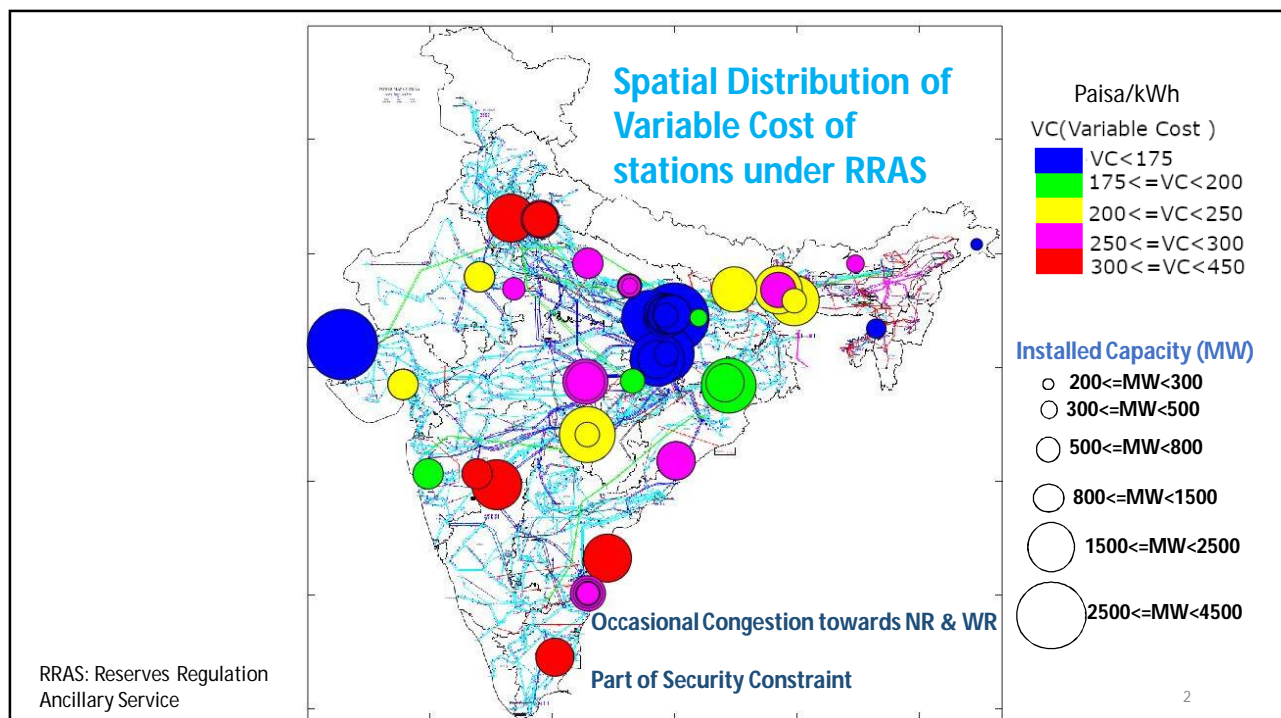 Spatial Distribution of
Variable Cost of
stations under RRAS
Paisa/kWh
VC(Variable Cost )
VC<175
175<=VC<200
200<=VC<250
250<=VC<300
300<=VC<450
Installed Capacity (MW)
200<=MW<300
300<=MW<500
500<=MW<800
800<=MW<1500
1500<=MW<2500
2500<=MW<4500
Occasional Congestion towards NR & WR
Part of Security Constraint
RRAS: Reserves Regulation
Ancillary Service
2